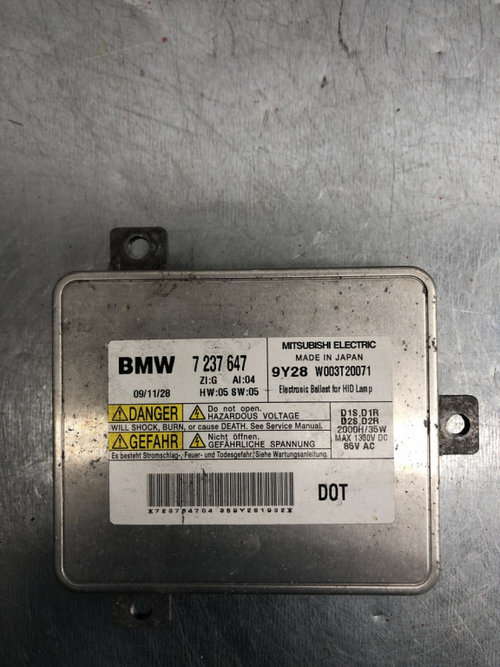 BMW 7 237 647
ZI:G AI:04
09/11/28 HW:05 SW:05
MITSUBISHI ELECTRIC
MADE IN JAPAN
9Y28 W003T20071
Electronic Ballast for HID Lamp
DANGER Do not open.
HAZARDOUS VOLTAGE
WILL SHOCK, BURN, or cause DEATH. See Service Manual.
GEFAHR Nicht öffnen.
GEFÄHRLICHE SPANNUNG
Es besteht Stromschlag-, Feuer- und Todesgefahr. Siehe Wartungsanleitung.
D1S,D1R
D2S,D2R
2000H/35W
MAX 1300V DC
85V AC
DOT